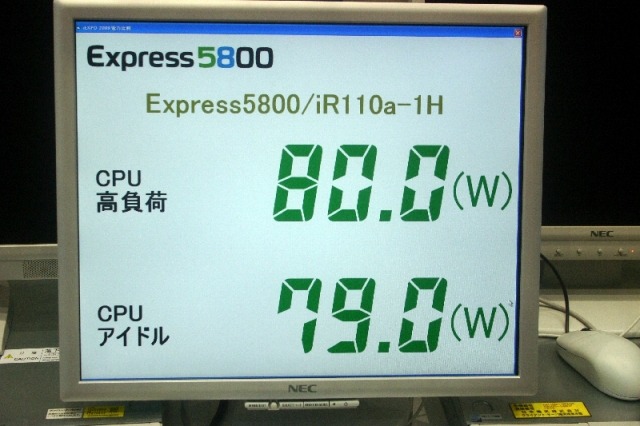 Express5800
Express5800/iR110a-1H
CPU
高負荷
80.0(W)
CPU
アイドル
79.0(W)
NEC
NEC
CAUTION